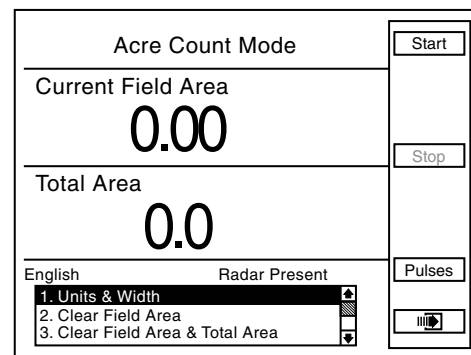 Acre Count Mode
Start
Current Field Area
0.00
Stop
Total Area
0.0
English Radar Present
Pulses
1. Units & Width
2. Clear Field Area
3. Clear Field Area & Total Area